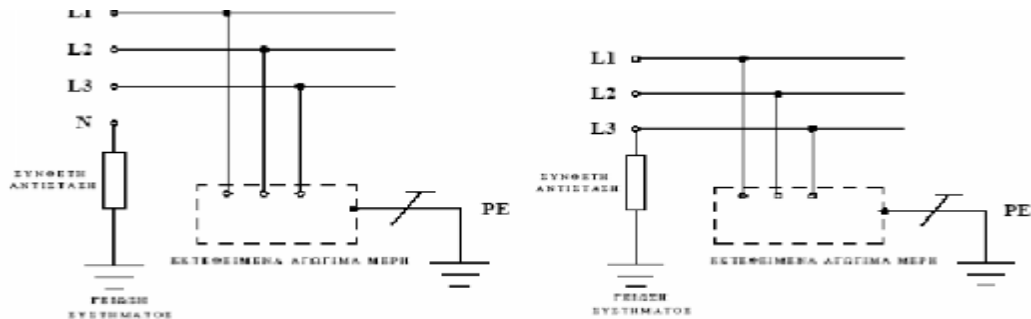 L1
L2
L3
N
ΣΥΝΘΕΤΗ
ΑΝΤΙΣΤΑΣΗ
PE
ΕΚΤΕΘΕΙΜΕΝΑ ΑΓΩΓΙΜΑ ΜΕΡΗ
ΓΕΙΩΣΗ
ΣΥΣΤΗΜΑΤΟΣ
L1
L2
L3
ΣΥΝΘΕΤΗ
ΑΝΤΙΣΤΑΣΗ
PE
ΕΚΤΕΘΕΙΜΕΝΑ ΑΓΩΓΙΜΑ ΜΕΡΗ
ΓΕΙΩΣΗ
ΣΥΣΤΗΜΑΤΟΣ